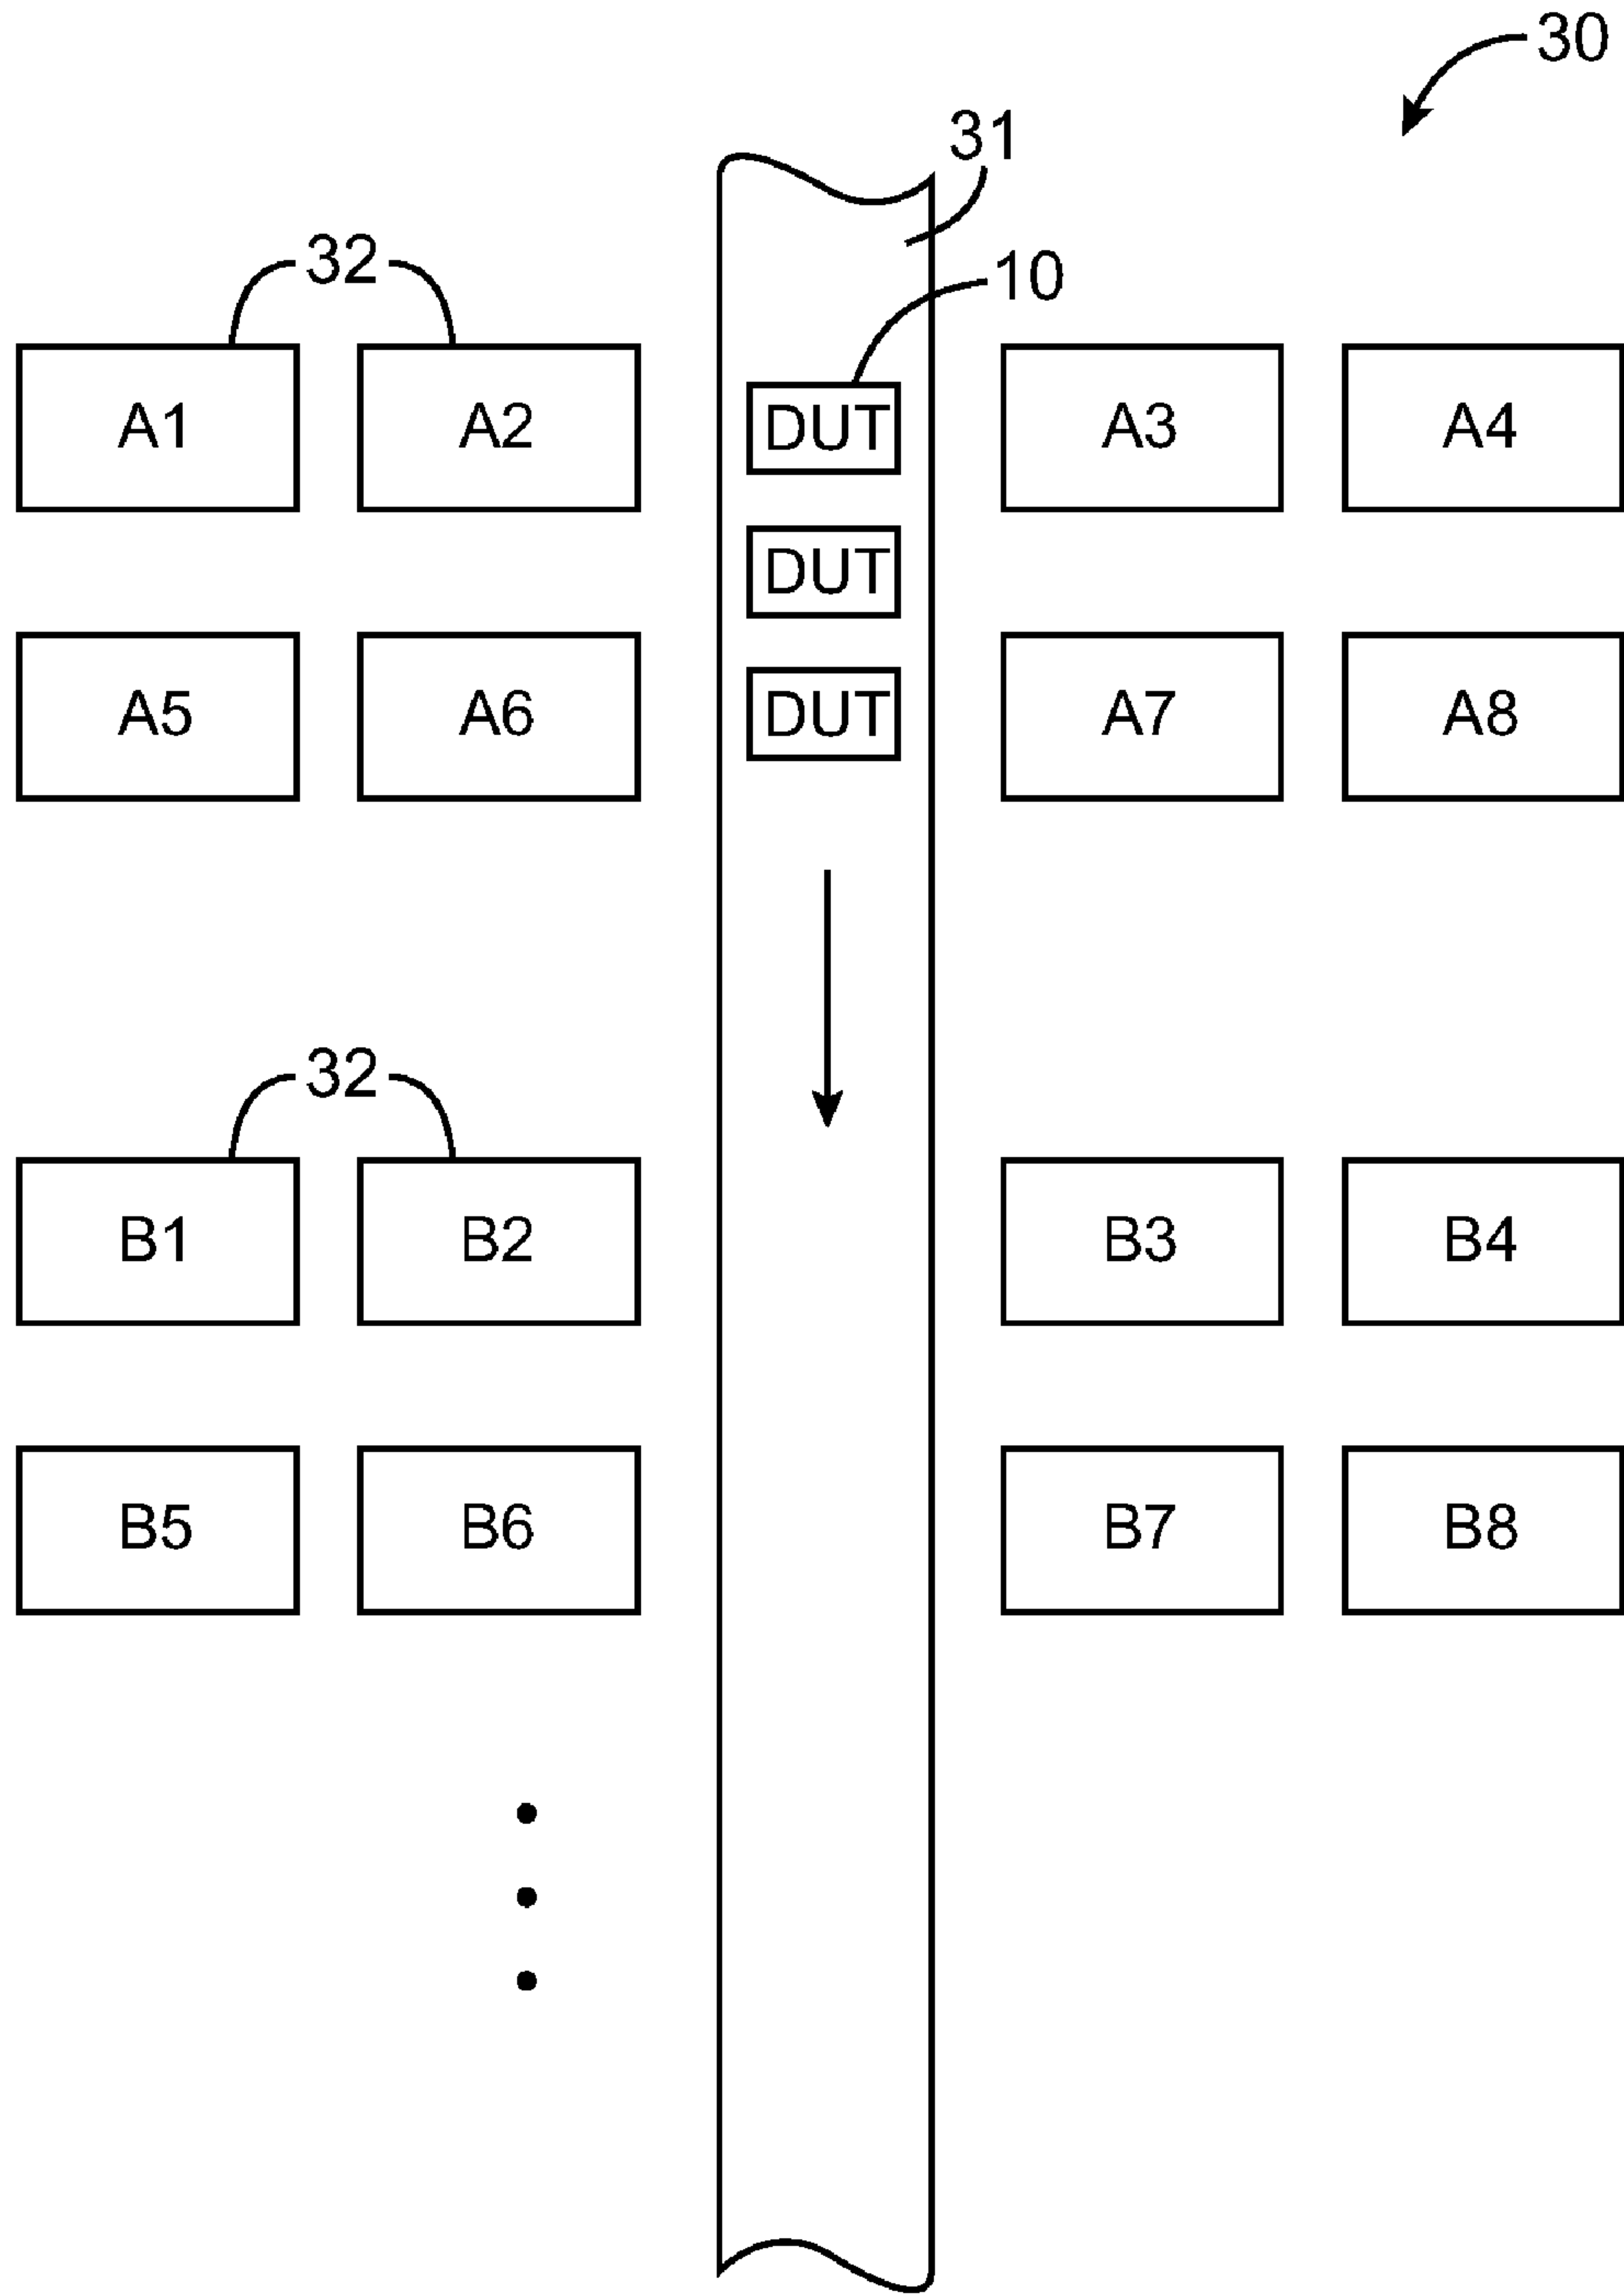 30
31
32
10
A1 A2 DUT A3 A4
DUT
A5 A6 DUT A7 A8
32
B1 B2 B3 B4
B5 B6 B7 B8